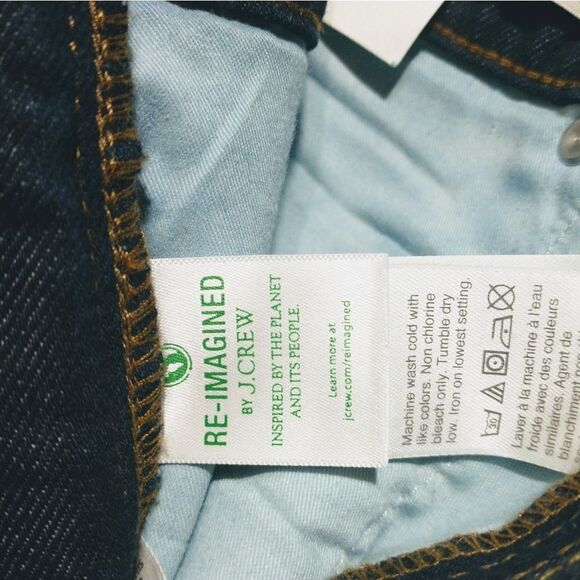 RE-IMAGINED
BY J.CREW
INSPIRED BY THE PLANET
AND ITS PEOPLE.
Learn more at
jcrew.com/reimagined
Machine wash cold with
like colors. Non chlorine
bleach only. Tumble dry
low. Iron on lowest setting.
30
Laver à la machine à l'eau
froide avec des couleurs
similaires. Agent de